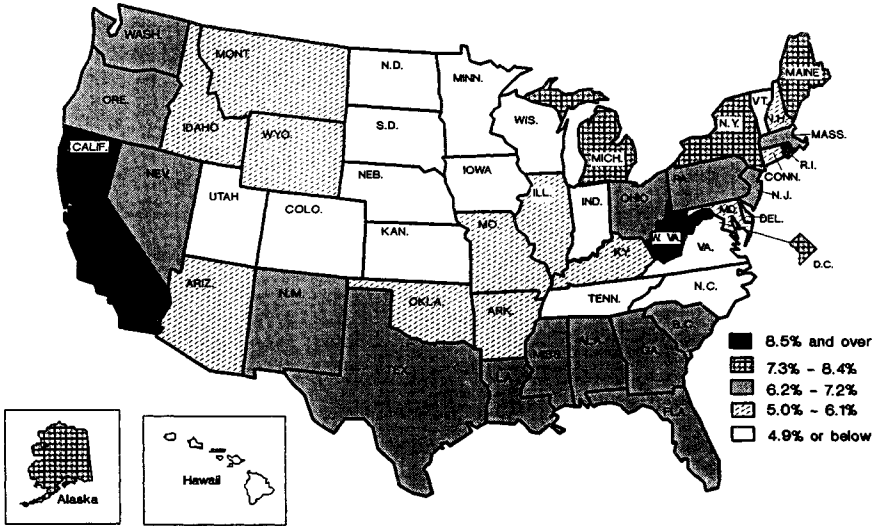 WASH.
MONT.
N.D.
MINN.
MAINE
ORE.
VT.
N.H.
IDAHO
S.D.
WIS.
N.Y.
MASS.
WYO.
MICH.
R.I.
CALIF.
CONN.
NEV.
NEB.
IOWA
PA.
N.J.
UTAH
ILL.
IND.
OHIO
MD.
DEL.
COLO.
KAN.
MO.
W. VA.
VA.
KY.
D.C.
ARIZ.
N.M.
OKLA.
ARK.
TENN.
N.C.
S.C.
TEX.
LA.
MISS.
ALA.
GA.
FLA.
8.5% and over
7.3% - 8.4%
6.2% - 7.2%
5.0% - 6.1%
4.9% or below
Alaska
Hawaii